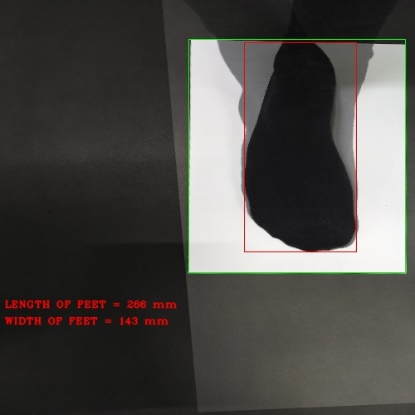 LENGTH OF FEET = 266 mm
WIDTH OF FEET = 143 mm